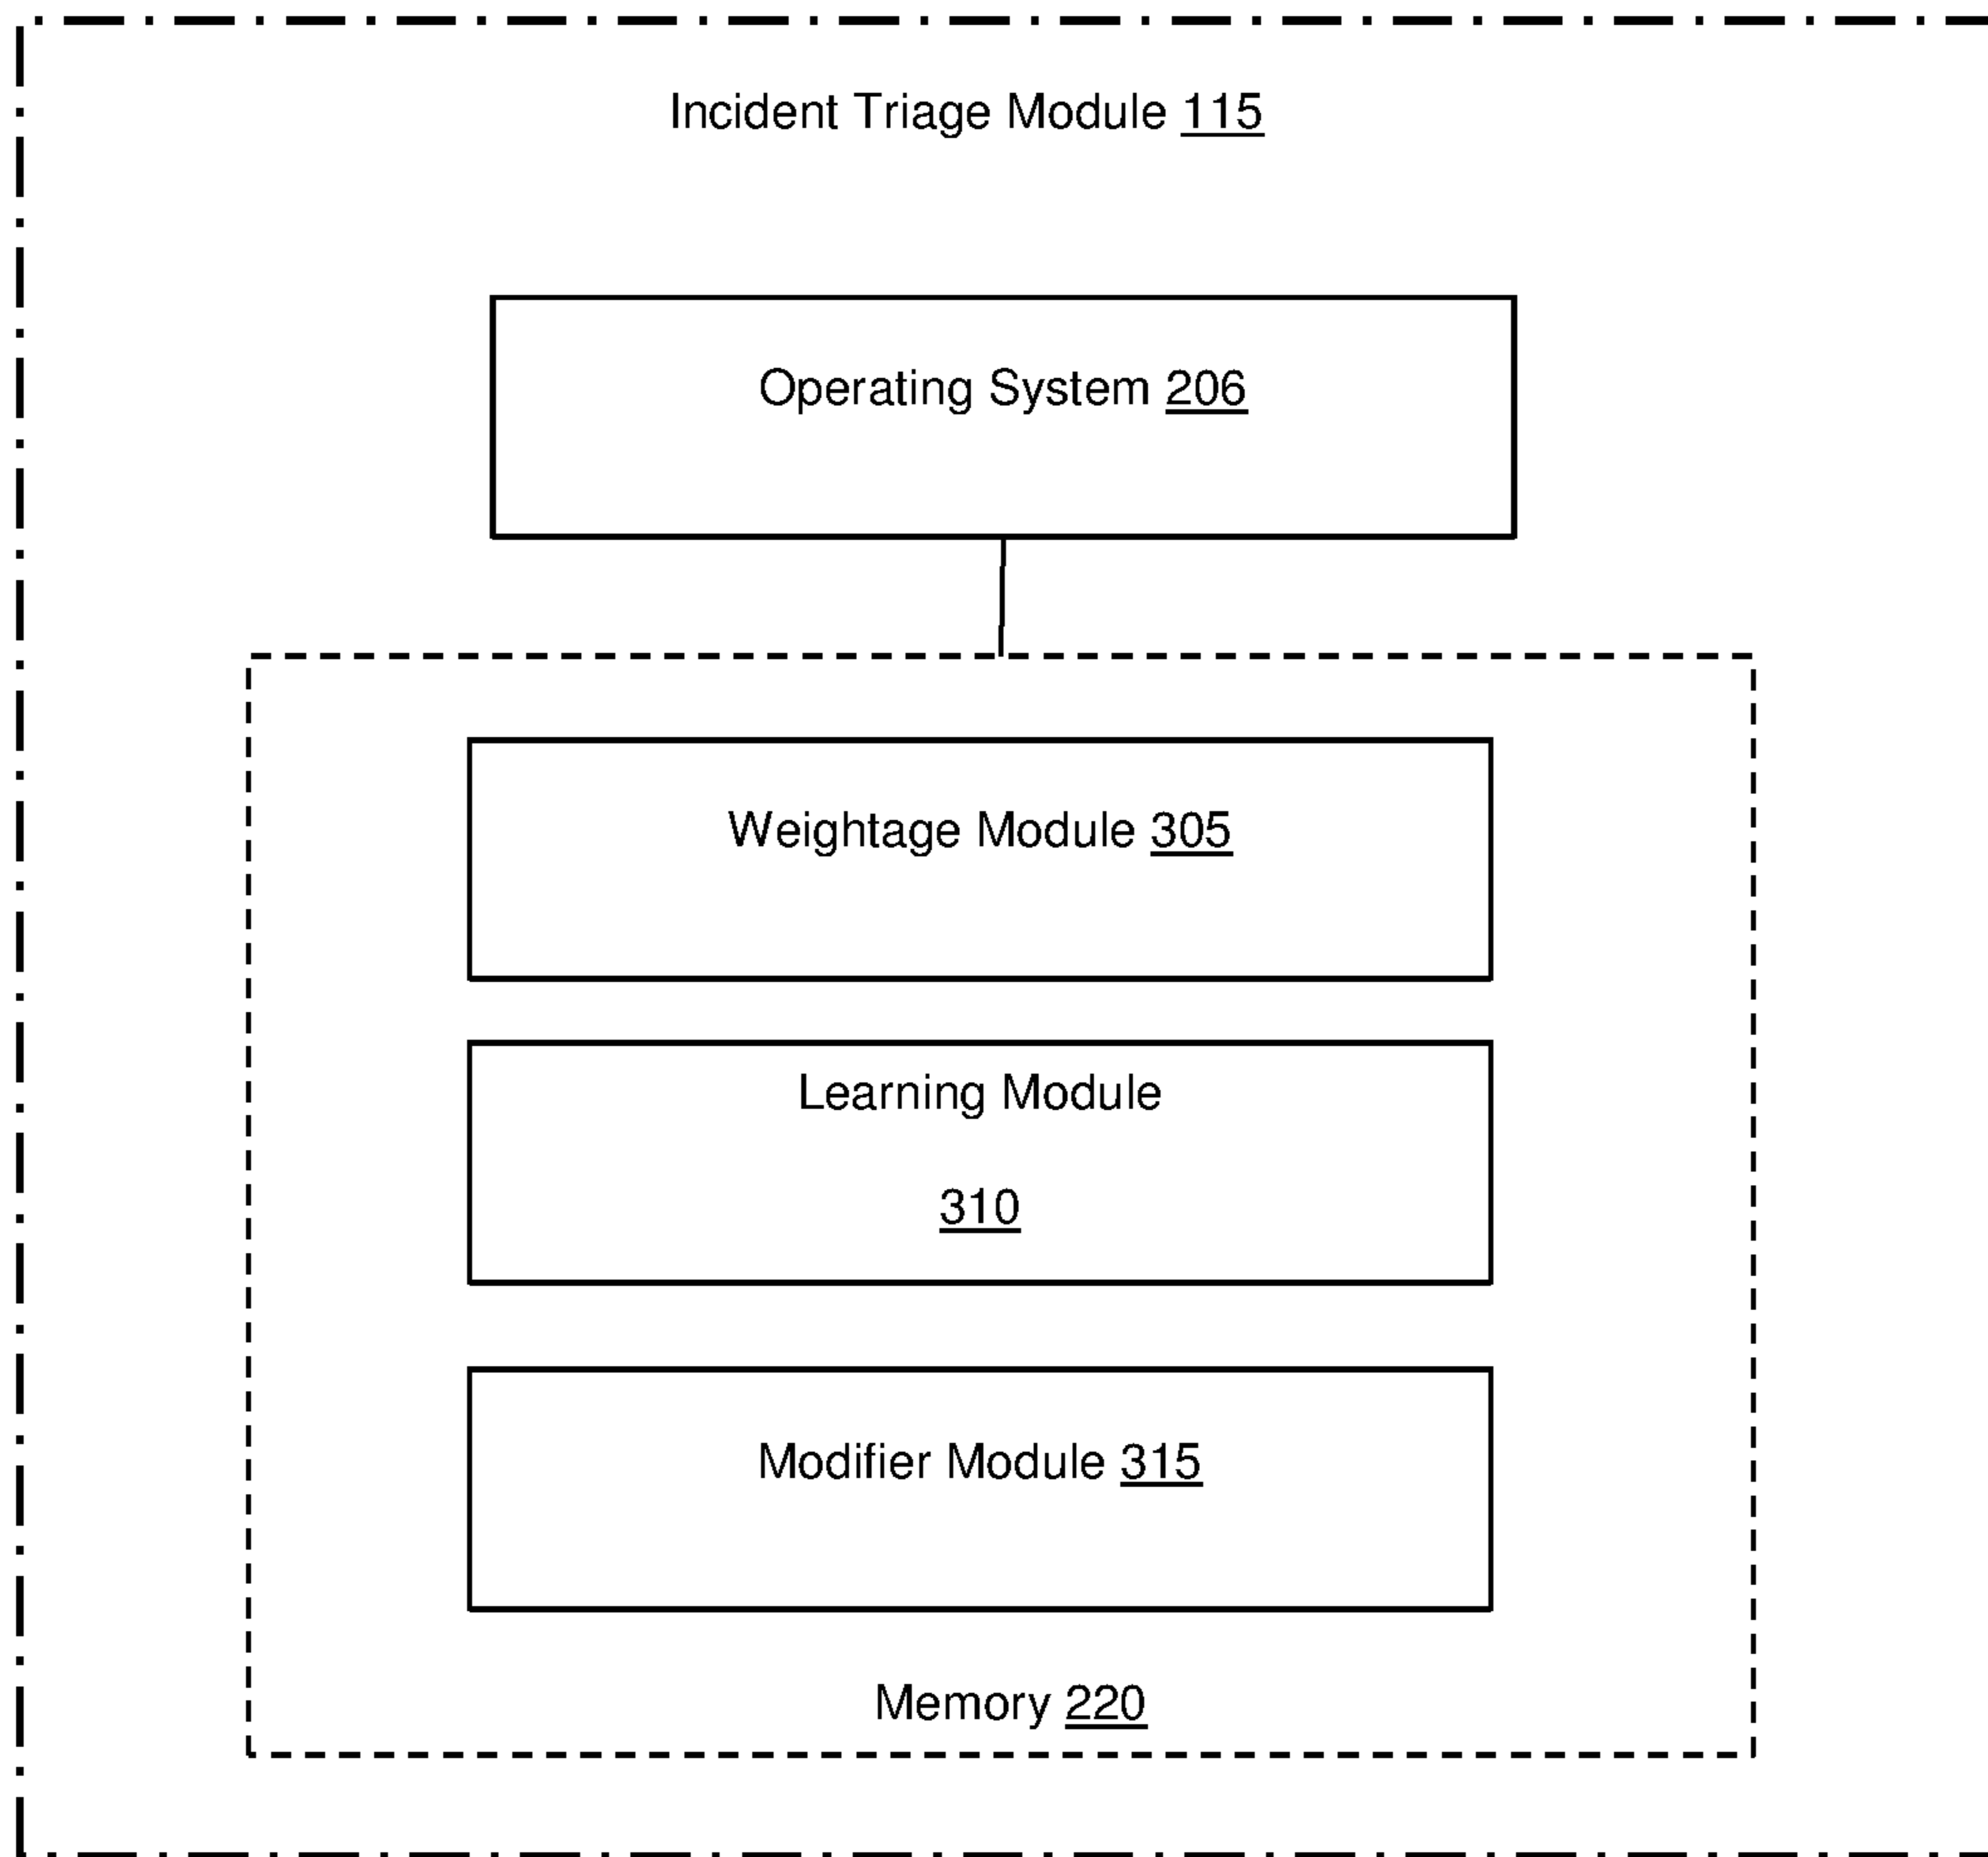 Incident Triage Module 115
Operating System 206
Weightage Module 305
Learning Module
310
Modifier Module 315
Memory 220